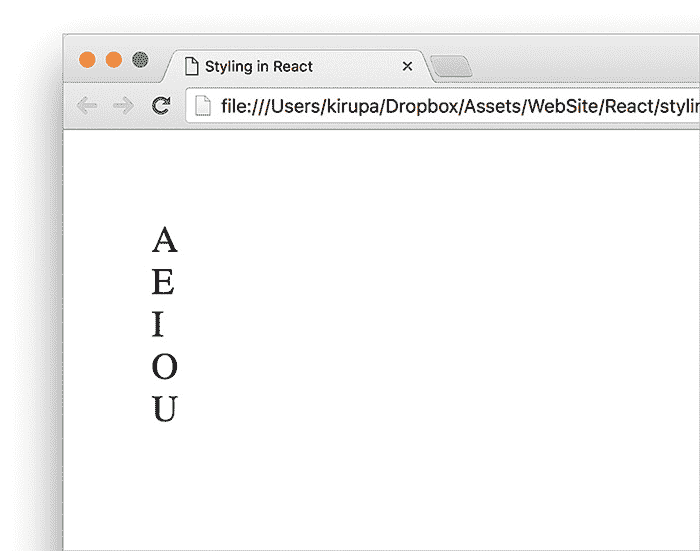 Styling in React
file:///Users/kirupa/Dropbox/Assets/WebSite/React/stylin
A
E
I
O
U